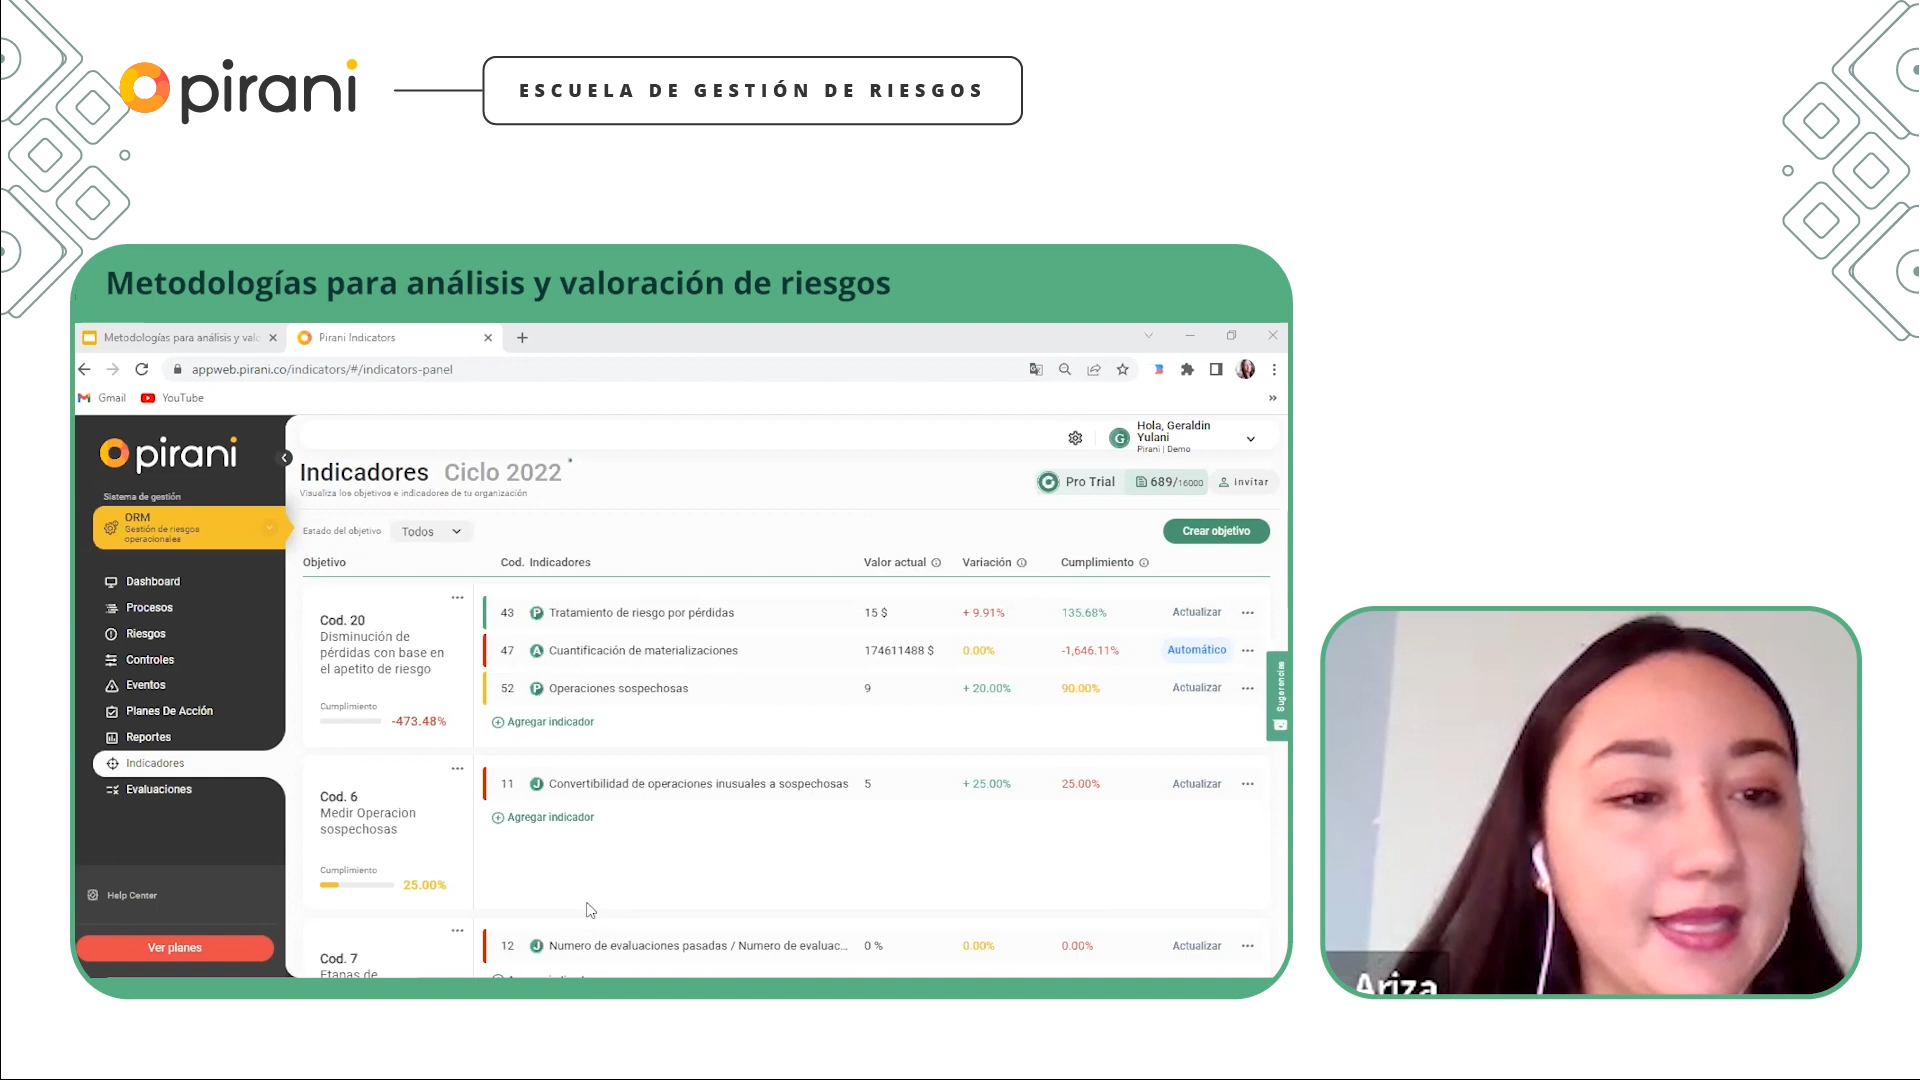 pirani
ESCUELA DE GESTIÓN DE RIESGOS
Metodologías para análisis y valoración de riesgos
Metodologías para análisis y valo
Pirani Indicators
appweb.pirani.co/indicators/#/indicators-panel
Gmail YouTube
pirani
Sistema de gestión
ORM
Gestión de riesgos
operacionales
Dashboard
Procesos
Riesgos
Controles
Eventos
Planes De Acción
Reportes
Indicadores
Evaluaciones
Help Center
Ver planes
G Hola, Geraldin
Yulani
Pirani | Demo
Indicadores Ciclo 2022
Visualiza los objetivos e indicadores de tu organización
Pro Trial 689/16000 Invitar
Estado del objetivo Todos
Crear objetivo
Objetivo Cod. Indicadores Valor actual Variación Cumplimiento
Cod. 20
Disminución de
pérdidas con base en
el apetito de riesgo
Cumplimiento
-473.48%
43 P Tratamiento de riesgo por pérdidas 15 $ + 9.91% 135.68% Actualizar
47 A Cuantificación de materializaciones 174611488 $ 0.00% -1,646.11% Automático
52 P Operaciones sospechosas 9 + 20.00% 90.00% Actualizar
Agregar indicador
Cod. 6
Medir Operacion
sospechosas
Cumplimiento
25.00%
11 J Convertibilidad de operaciones inusuales a sospechosas 5 + 25.00% 25.00% Actualizar
Agregar indicador
Cod. 7
Etapas de
12 J Numero de evaluaciones pasadas / Numero de evaluac... 0 % 0.00% 0.00% Actualizar
Sugerencias
Ariza